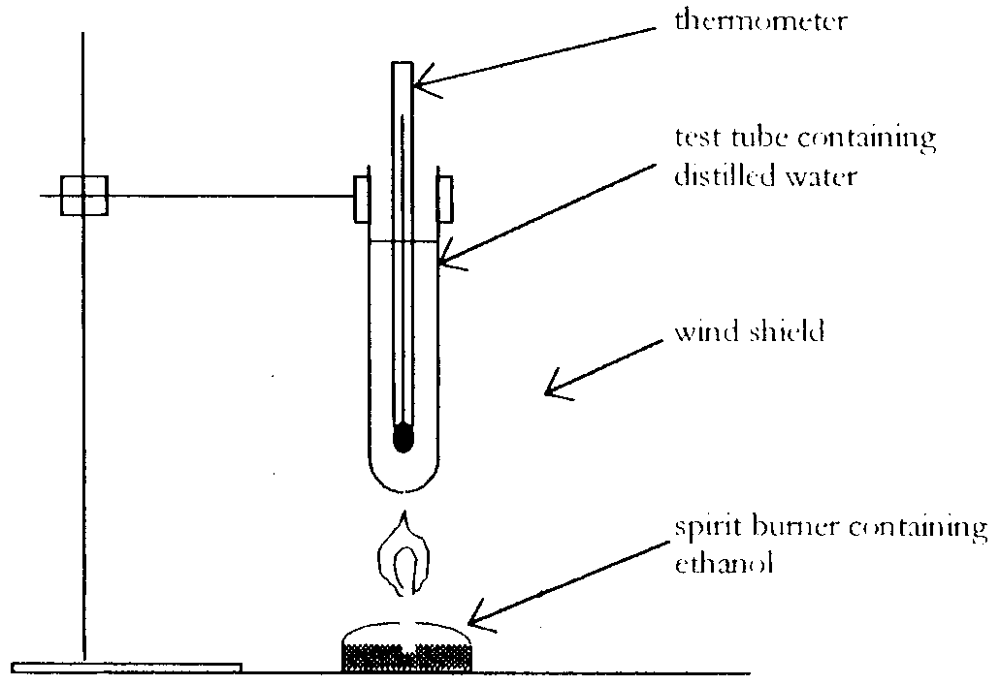 thermometer
test tube containing
distilled water
wind shield
spirit burner containing
ethanol